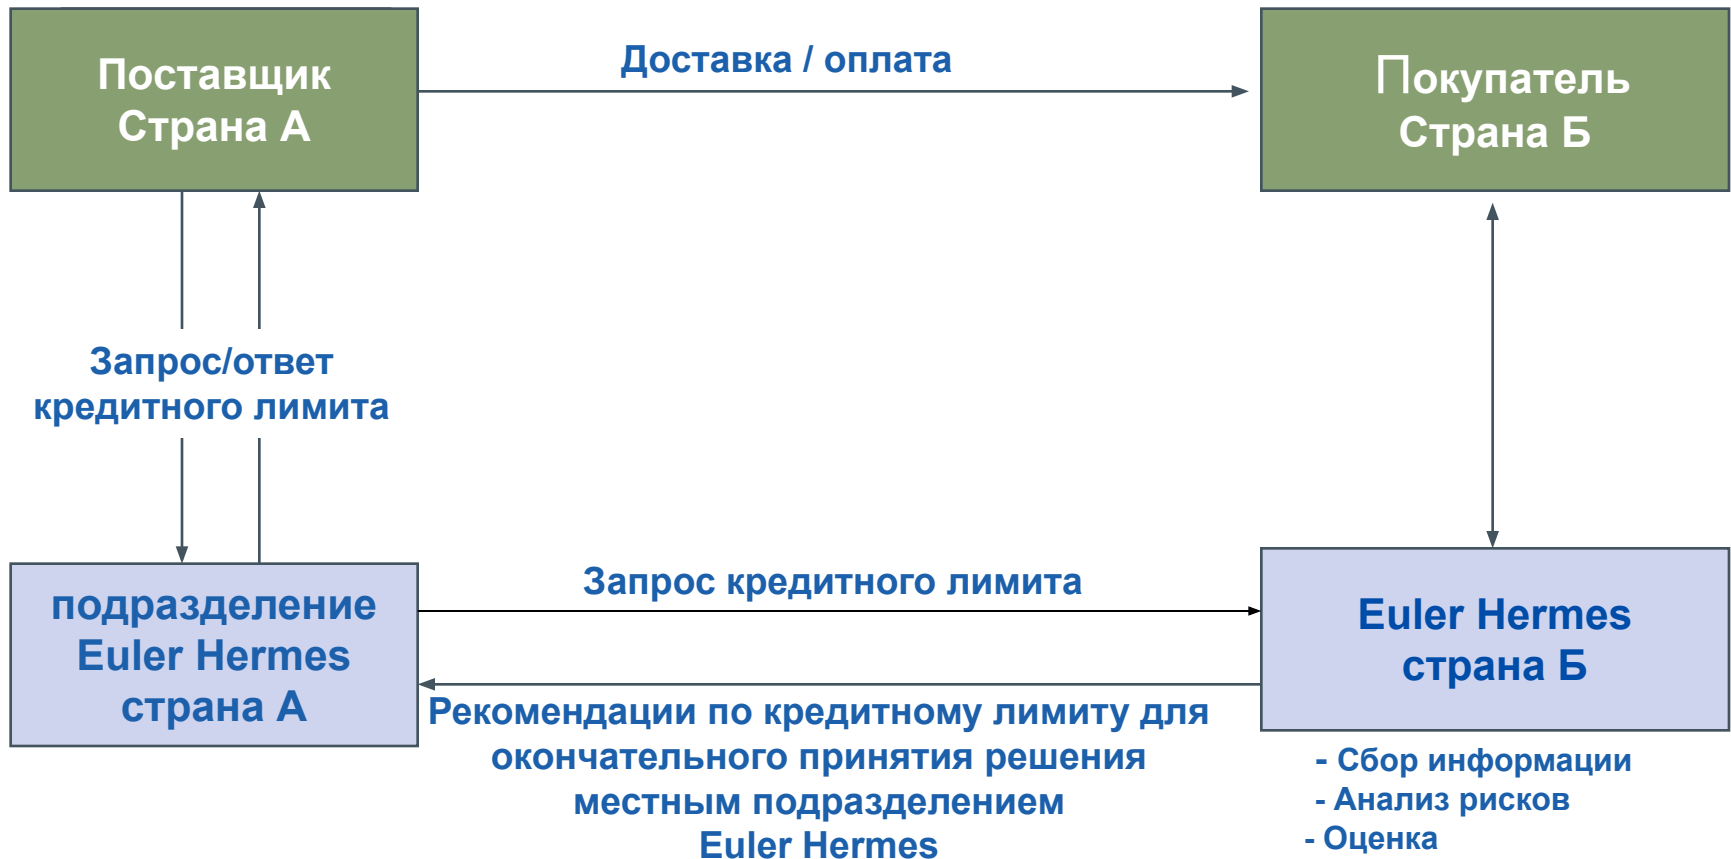 Поставщик
Страна А
Доставка / оплата
Покупатель
Страна Б
Запрос/ответ
кредитного лимита
подразделение
Euler Hermes
страна А
Запрос кредитного лимита
Euler Hermes
страна Б
Рекомендации по кредитному лимиту для
окончательного принятия решения
местным подразделением
Euler Hermes
- Сбор информации
- Анализ рисков
- Оценка